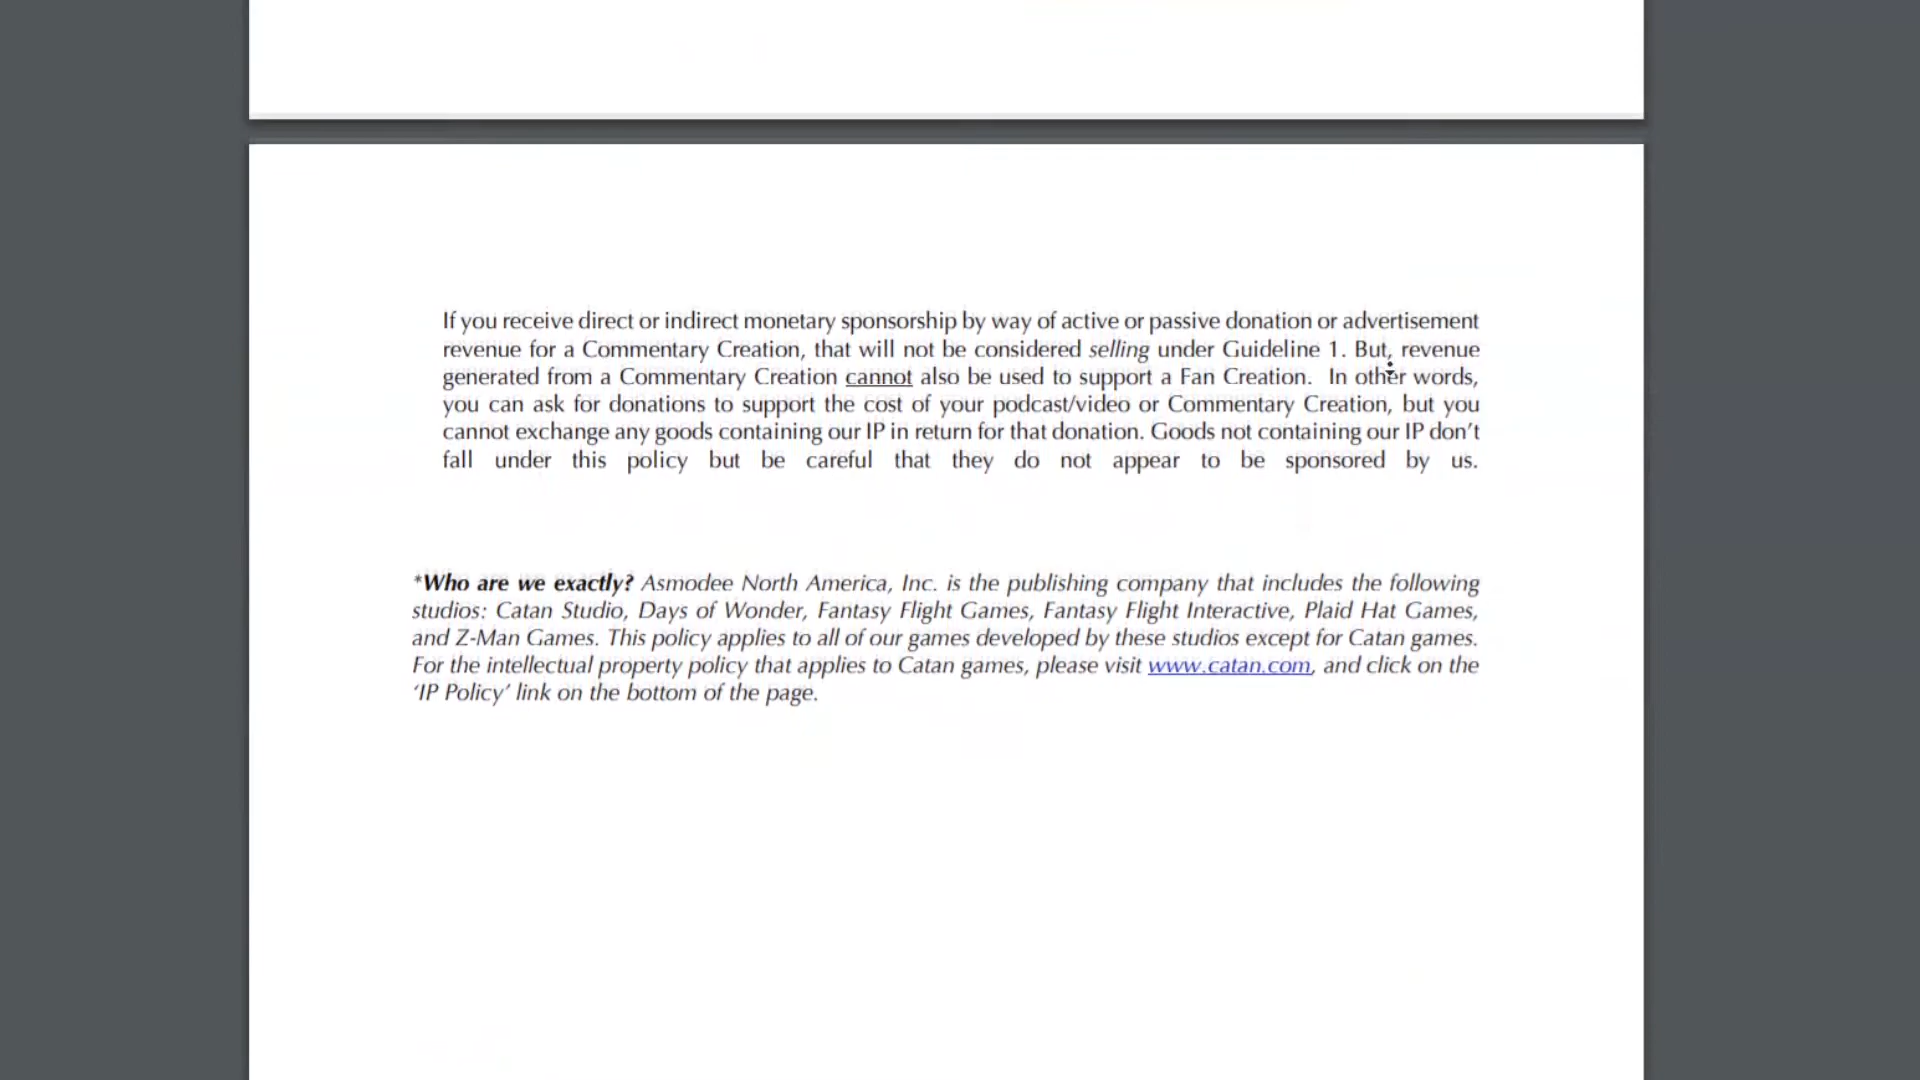 If you receive direct or indirect monetary sponsorship by way of active or passive donation or advertisement
revenue for a Commentary Creation, that will not be considered selling under Guideline 1. But, revenue
generated from a Commentary Creation cannot also be used to support a Fan Creation. In other words,
you can ask for donations to support the cost of your podcast/video or Commentary Creation, but you
cannot exchange any goods containing our IP in return for that donation. Goods not containing our IP don't
fall under this policy but be careful that they do not appear to be sponsored by us.
*Who are we exactly? Asmodee North America, Inc. is the publishing company that includes the following
studios: Catan Studio, Days of Wonder, Fantasy Flight Games, Fantasy Flight Interactive, Plaid Hat Games,
and Z-Man Games. This policy applies to all of our games developed by these studios except for Catan games.
For the intellectual property policy that applies to Catan games, please visit www.catan.com, and click on the
‘IP Policy’ link on the bottom of the page.